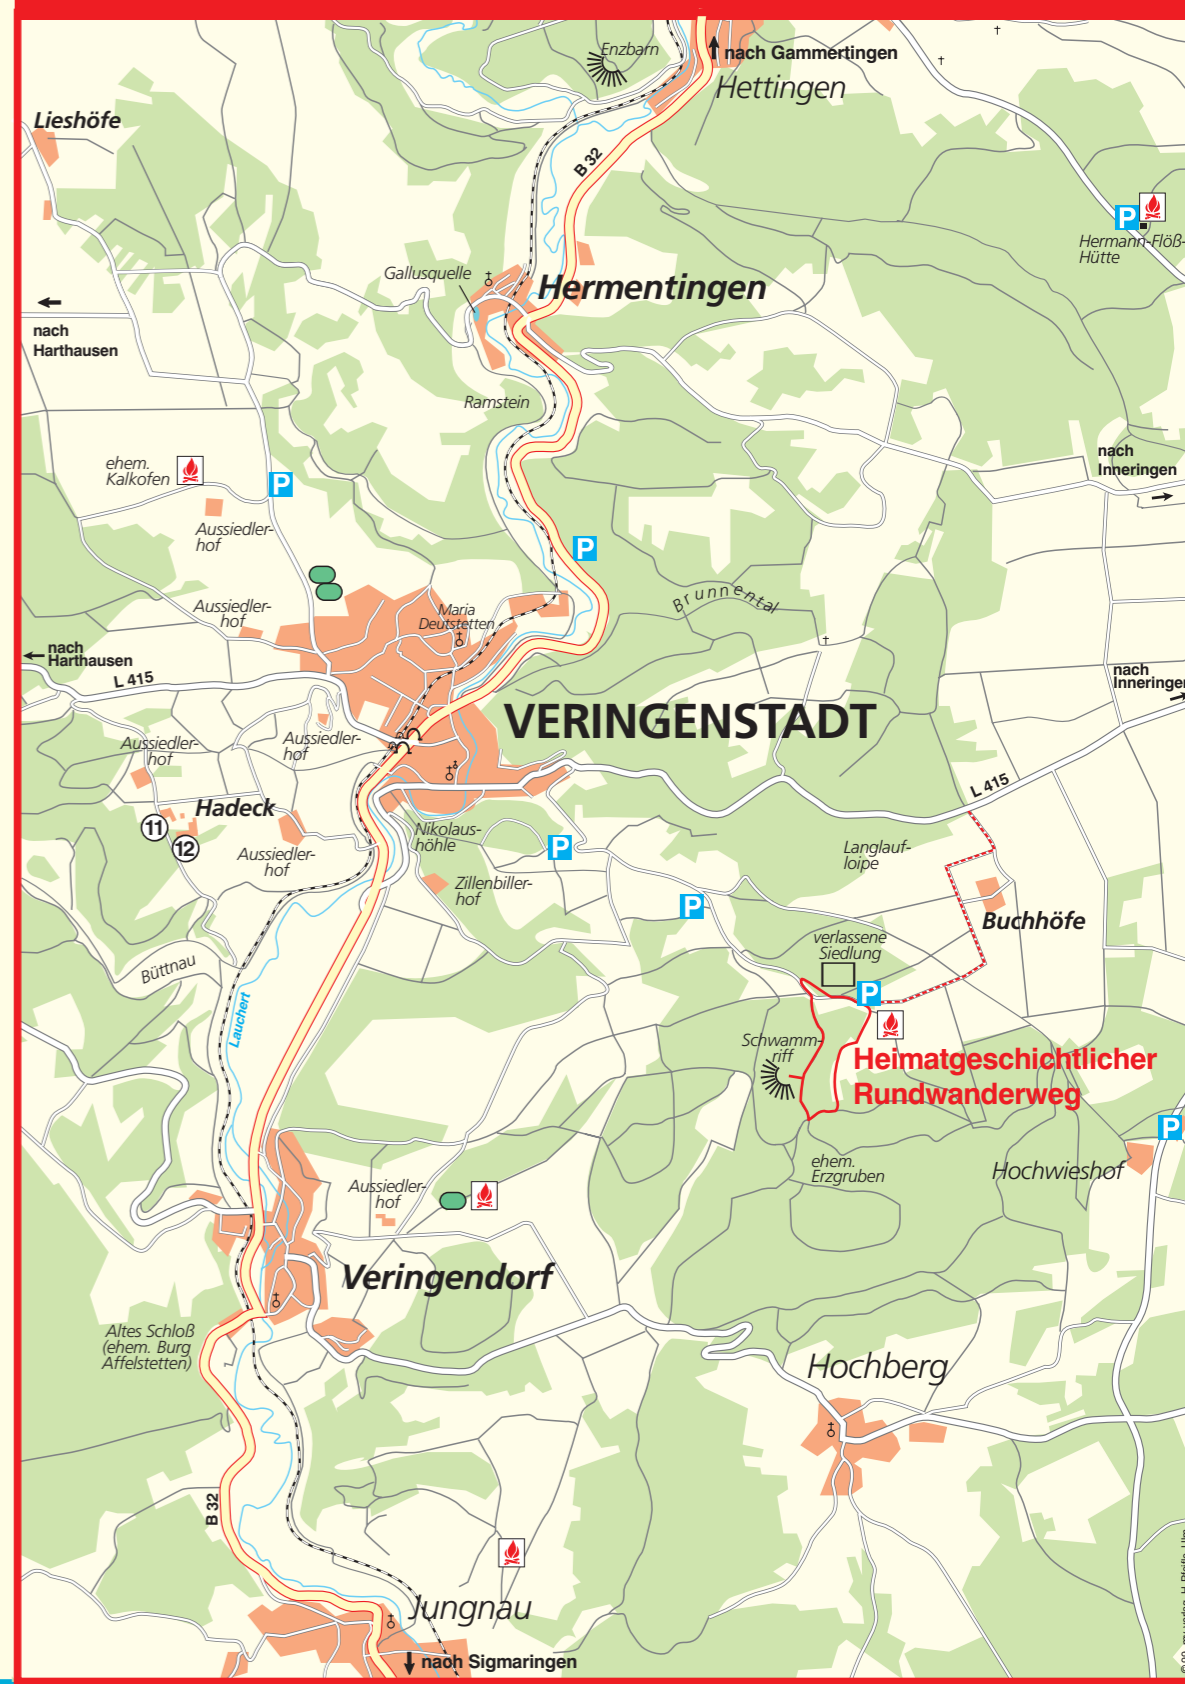 Enzbarn
nach Gammertingen
Hettingen
Lieshöfe
B 32
P
Hermann-Flöß-
Hütte
Gallusquelle
Hermentingen
nach
Harthausen
Ramstein
nach
Inneringen
ehem.
Kalkofen
P
Aussiedler-
hof
P
Brunnental
Aussiedler-
hof
Maria
Deutstetten
nach
Harthausen
L 415
nach
Inneringen
VERINGENSTADT
Aussiedler-
hof
Aussiedler-
hof
L 415
Hadeck
11
12
Nikolaus-
höhle
P
Langlauf-
loipe
Aussiedler-
hof
Zillenbiller-
hof
P
Buchhöfe
verlassene
Siedlung
Büttnau
P
Lauchert
Schwamm-
riff
Heimatgeschichtlicher
Rundwanderweg
P
ehem.
Erzgruben
Hochwieshof
Aussiedler-
hof
Veringendorf
Altes Schloß
(ehem. Burg
Affelstetten)
Hochberg
B 32
Jungnau
nach Sigmaringen